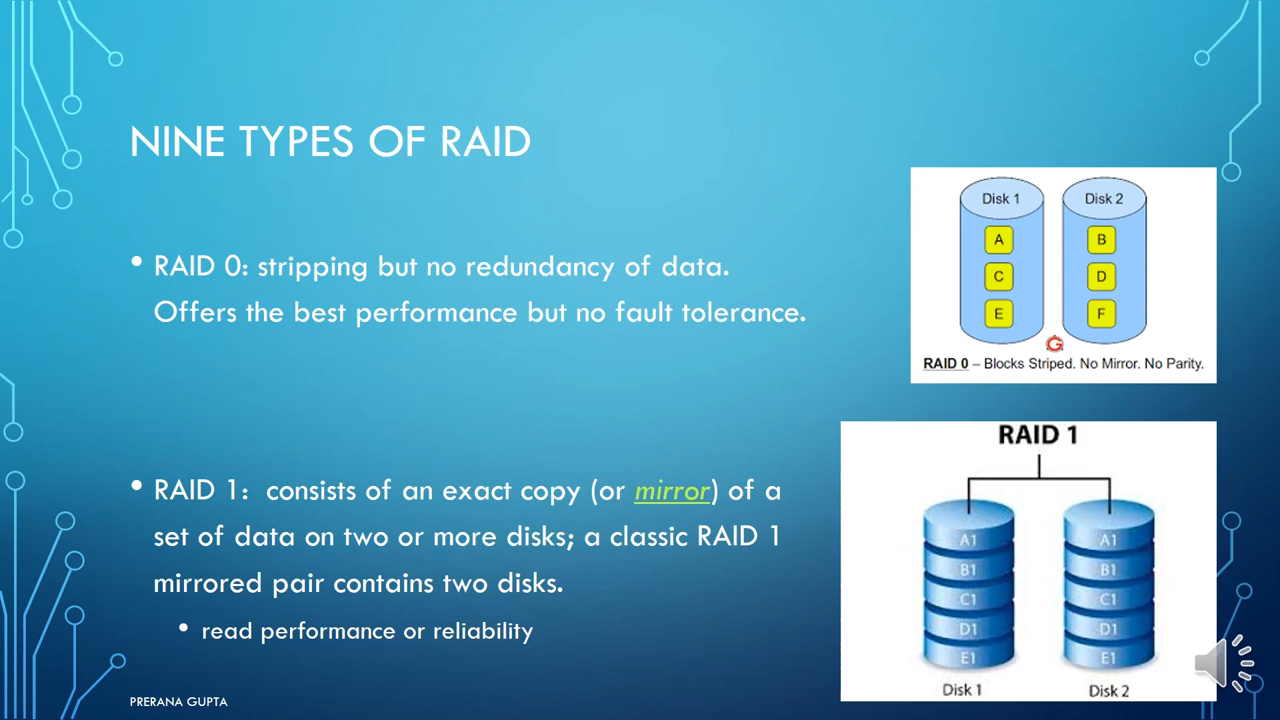 NINE TYPES OF RAID
• RAID 0: stripping but no redundancy of data.
Offers the best performance but no fault tolerance.
Disk 1 Disk 2
A B
C D
E F
G
RAID 0 – Blocks Striped. No Mirror. No Parity.
• RAID 1: consists of an exact copy (or mirror) of a
set of data on two or more disks; a classic RAID 1
mirrored pair contains two disks.
• read performance or reliability
RAID 1
A1 A1
B1 B1
C1 C1
D1 D1
E1 E1
Disk 1 Disk 2
PRERANA GUPTA